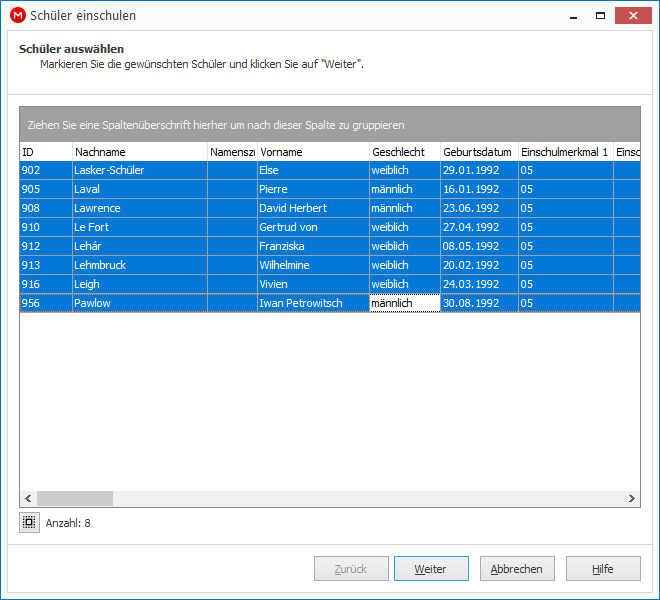 Schüler einschulen
Schüler auswählen
Markieren Sie die gewünschten Schüler und klicken Sie auf "Weiter".
Ziehen Sie eine Spaltenüberschrift hierher um nach dieser Spalte zu gruppieren
ID Nachname Namenszu Vorname Geschlecht Geburtsdatum Einschulmerkmal 1 Einsc
902 Lasker-Schüler Else weiblich 29.01.1992 05
905 Laval Pierre männlich 16.01.1992 05
908 Lawrence David Herbert männlich 23.06.1992 05
910 Le Fort Gertrud von weiblich 27.04.1992 05
912 Lehár Franziska weiblich 08.05.1992 05
913 Lehmbruck Wilhelmine weiblich 20.02.1992 05
916 Leigh Vivien weiblich 24.03.1992 05
956 Pawlow Iwan Petrowitsch männlich 30.08.1992 05
Anzahl: 8
Zurück Weiter Abbrechen Hilfe